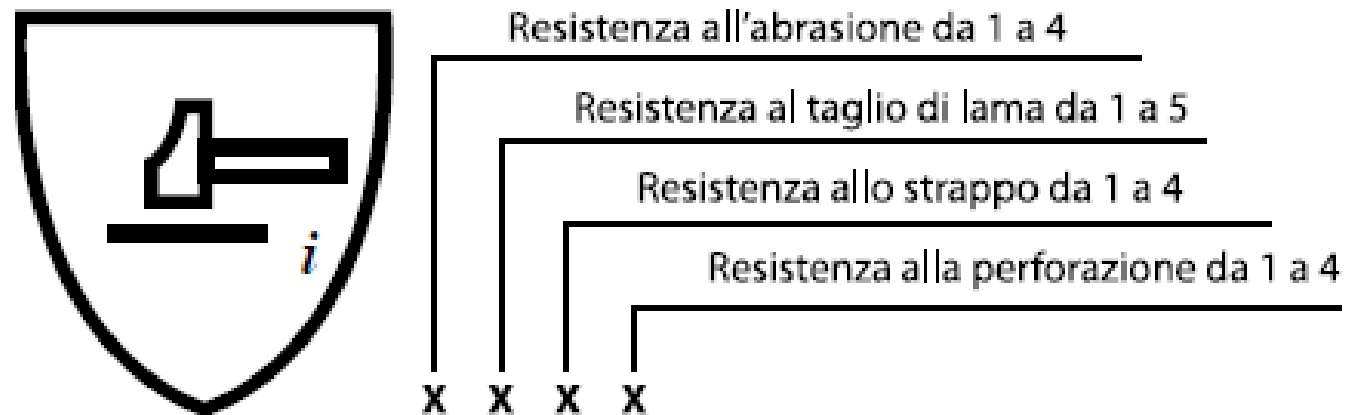 Resistenza all'abrasione da 1 a 4
Resistenza al taglio di lama da 1 a 5
Resistenza allo strappo da 1 a 4
Resistenza alla perforazione da 1 a 4
i
X X X X